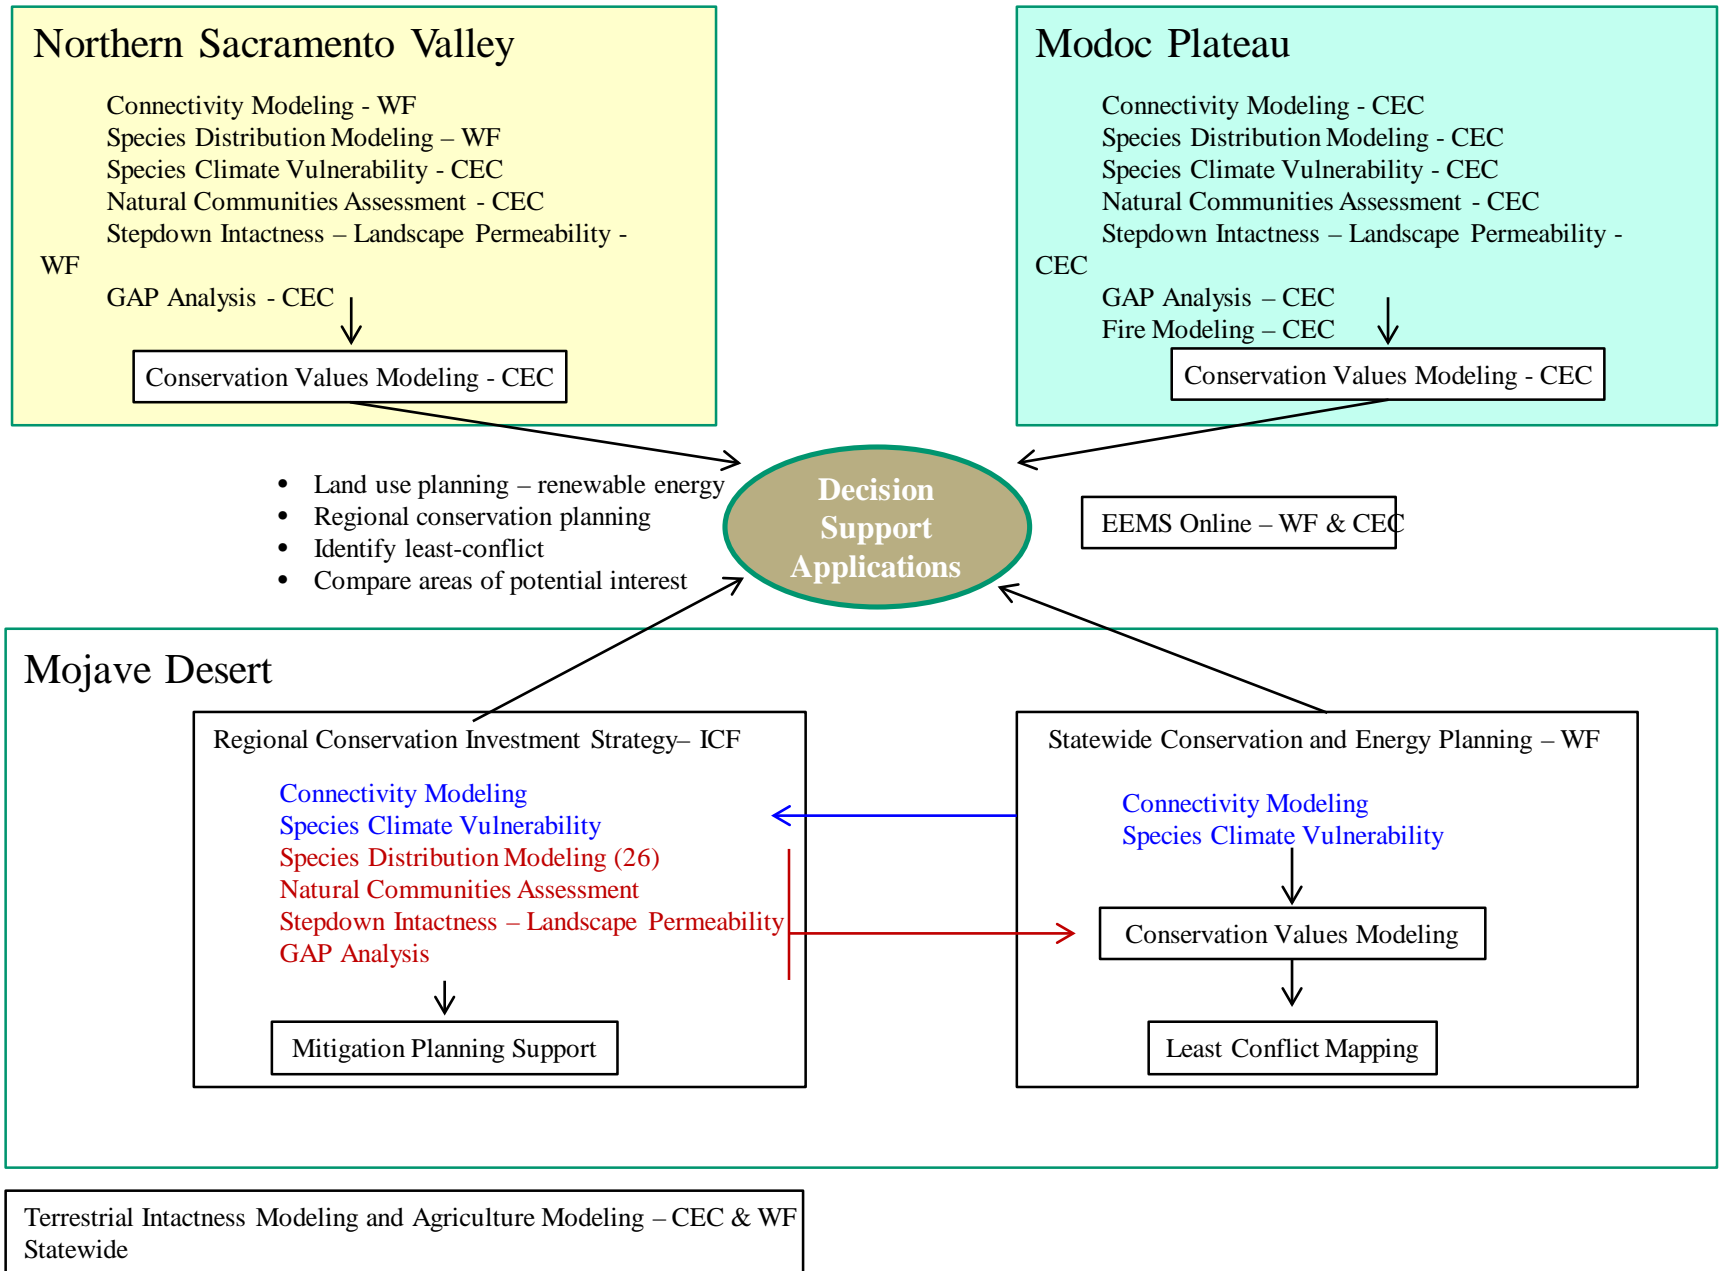 Northern Sacramento Valley
Connectivity Modeling - WF
Species Distribution Modeling – WF
Species Climate Vulnerability - CEC
Natural Communities Assessment - CEC
Stepdown Intactness – Landscape Permeability -
WF
GAP Analysis - CEC
Conservation Values Modeling - CEC
Modoc Plateau
Connectivity Modeling - CEC
Species Distribution Modeling - CEC
Species Climate Vulnerability - CEC
Natural Communities Assessment - CEC
Stepdown Intactness – Landscape Permeability -
CEC
GAP Analysis – CEC
Fire Modeling – CEC
Conservation Values Modeling - CEC
• Land use planning – renewable energy
• Regional conservation planning
• Identify least-conflict
• Compare areas of potential interest
Decision
Support
Applications
EEMS Online – WF & CEC
Mojave Desert
Regional Conservation Investment Strategy– ICF
Connectivity Modeling
Species Climate Vulnerability
Species Distribution Modeling (26)
Natural Communities Assessment
Stepdown Intactness – Landscape Permeability
GAP Analysis
Mitigation Planning Support
Statewide Conservation and Energy Planning – WF
Connectivity Modeling
Species Climate Vulnerability
Conservation Values Modeling
Least Conflict Mapping
Terrestrial Intactness Modeling and Agriculture Modeling – CEC & WF
Statewide